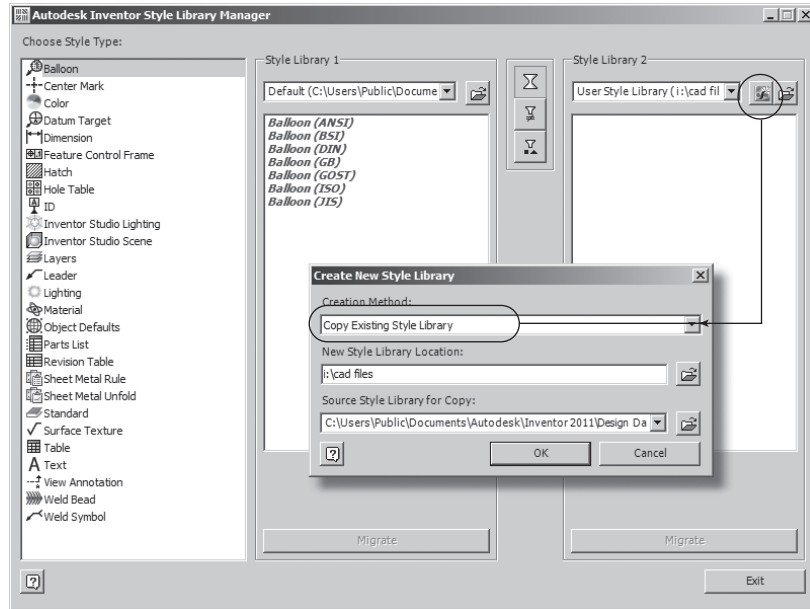 Autodesk Inventor Style Library Manager
Choose Style Type:
Balloon
Center Mark
Color
Datum Target
Dimension
Feature Control Frame
Hatch
Hole Table
ID
Inventor Studio Lighting
Inventor Studio Scene
Layers
Leader
Lighting
Material
Object Defaults
Parts List
Revision Table
Sheet Metal Rule
Sheet Metal Unfold
Standard
Surface Texture
Table
Text
View Annotation
Weld Bead
Weld Symbol
Style Library 1
Default (C:\Users\Public\Docume
Balloon (ANSI)
Balloon (BSI)
Balloon (DIN)
Balloon (GB)
Balloon (GOST)
Balloon (ISO)
Balloon (JIS)
Migrate
Style Library 2
User Style Library (i:\cad fil
Migrate
Create New Style Library
Creation Method:
Copy Existing Style Library
New Style Library Location:
i:\cad files
Source Style Library for Copy:
C:\Users\Public\Documents\Autodesk\Inventor 2011\Design Da
OK
Cancel
Exit